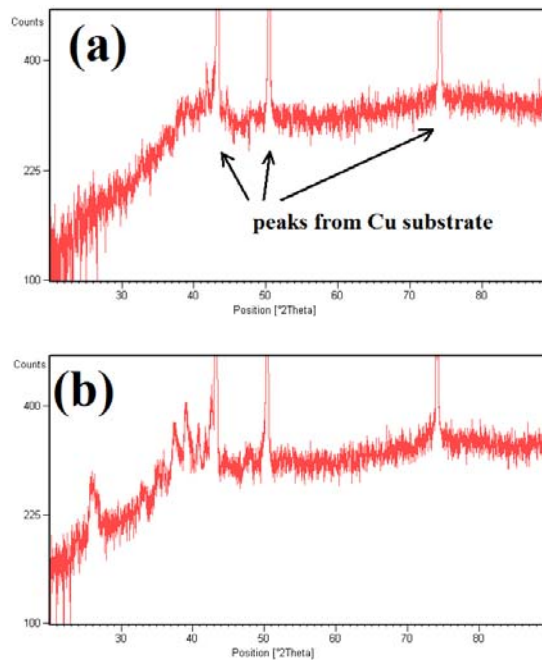 Counts
(a)
400
225
peaks from Cu substrate
100
30 40 50 60 70 80
Position [°2Theta]
Counts
(b)
400
225
100
30 40 50 60 70 80
Position [°2Theta]